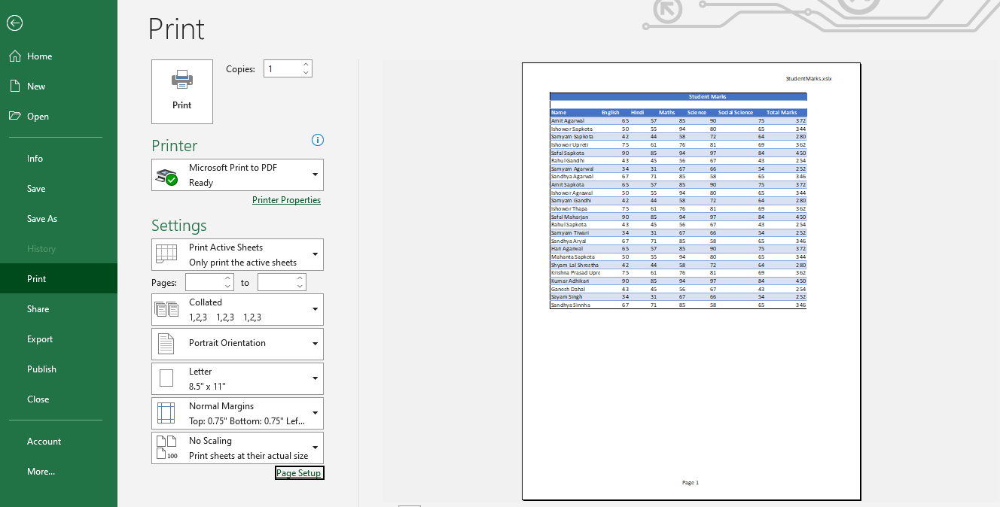 Print
Home
New
Open
Info
Save
Save As
History
Print
Share
Export
Publish
Close
Account
More...
Print
Copies: 1
Printer
Microsoft Print to PDF
Ready
Printer Properties
Settings
Print Active Sheets
Only print the active sheets
Pages: to
Collated
1,2,3 1,2,3 1,2,3
Portrait Orientation
Letter
8.5" x 11"
Normal Margins
Top: 0.75" Bottom: 0.75" Lef...
No Scaling
100 Print sheets at their actual size
Page Setup
StudentMarks.xslx
Student Marks
Name English Hindi Maths Science Social Science Total Marks
Amit Agarwal 65 57 85 90 75 372
Ishowor Sapkota 50 55 94 80 65 344
Samyam Sapkota 42 44 58 72 64 280
Ishowor Upreti 75 61 76 81 69 362
Safal Sapkota 90 85 94 97 84 450
Rahul Gandhi 43 45 56 67 43 254
Samyam Agarwal 34 31 67 66 54 252
Sandhya Agarwal 67 71 85 58 65 346
Amit Sapkota 65 57 85 90 75 372
Ishowor Agrawal 50 55 94 80 65 344
Samyam Gandhi 42 44 58 72 64 280
Ishowor Thapa 75 61 76 81 69 362
Safal Maharjan 90 85 94 97 84 450
Rahul Sapkota 43 45 56 67 43 254
Samyam Tiwari 34 31 67 66 54 252
Sandhya Aryal 67 71 85 58 65 346
Hari Agarwal 65 57 85 90 75 372
Mahanta Sapkota 50 55 94 80 65 344
Shyam Lal Shrestha 42 44 58 72 64 280
Krishna Prasad Upre 75 61 76 81 69 362
Kumar Adhikari 90 85 94 97 84 450
Ganesh Dahal 43 45 56 67 43 254
Sayam Singh 34 31 67 66 54 252
Sandhya Sinnha 67 71 85 58 65 346
Page 1